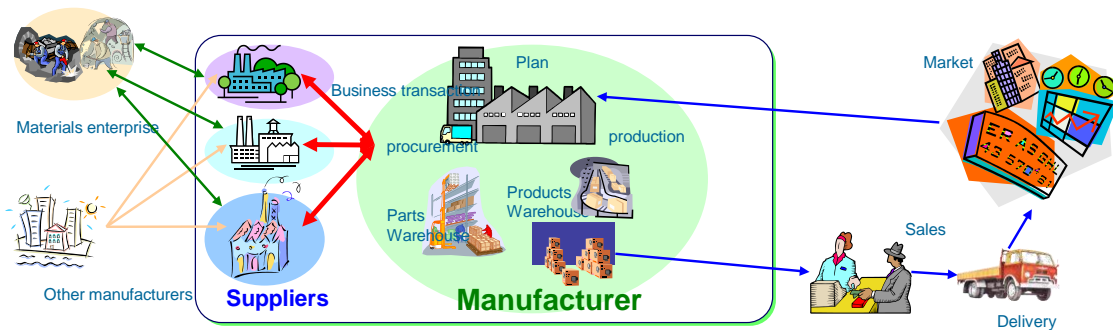 Plan
Market
Business transaction
Materials enterprise
production
procurement
Products
Warehouse
Parts
Warehouse
Sales
Other manufacturers
Suppliers
Manufacturer
Delivery